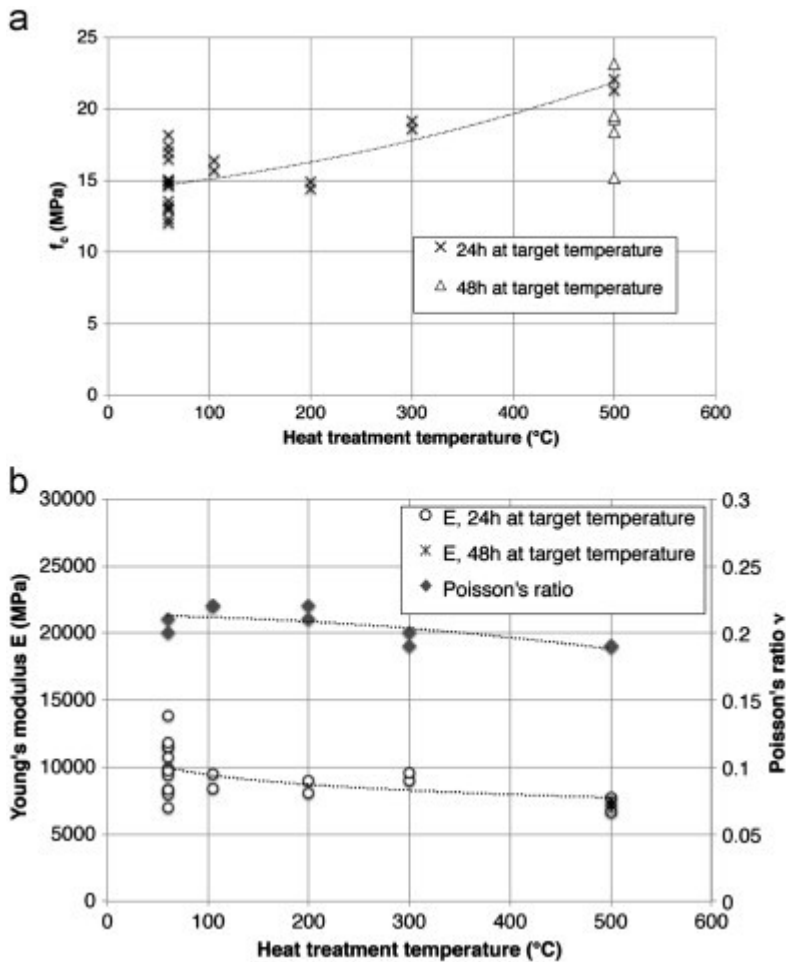 a
25
20
15
10
5
0
f_c (MPa)
× 24h at target temperature
△ 48h at target temperature
0 100 200 300 400 500 600
Heat treatment temperature (°C)
b
30000 0.3
25000 0.25
20000 0.2
15000 0.15
10000 0.1
5000 0.05
0 0
Young's modulus E (MPa)
Poisson's ratio ν
E, 24h at target temperature
E, 48h at target temperature
Poisson's ratio
0 100 200 300 400 500 600
Heat treatment temperature (°C)